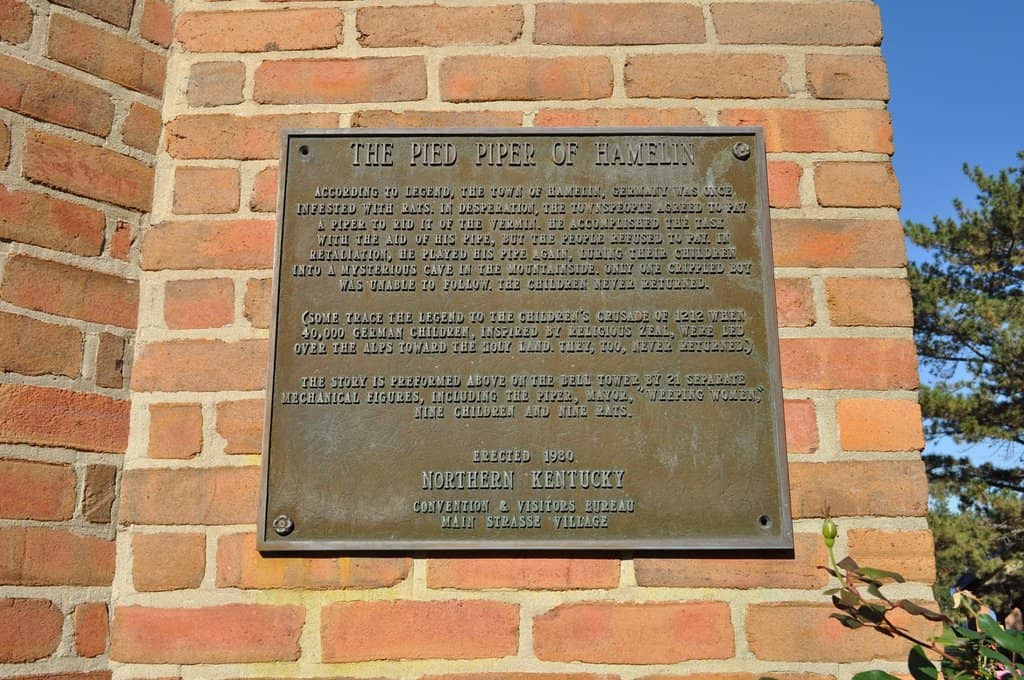 THE PIED PIPER OF HAMELIN
ACCORDING TO LEGEND, THE TOWN OF HAMELIN, GERMANY WAS ONCE
INFESTED WITH RATS. IN DESPERATION, THE TOWNSPEOPLE AGREED TO PAY
A PIPER TO RID IT OF THE VERMIN. HE ACCOMPLISHED THE TASK
WITH THE AID OF HIS PIPE, BUT THE PEOPLE REFUSED TO PAY. IN
RETALIATION, HE PLAYED HIS PIPE AGAIN, LURING THEIR CHILDREN
INTO A MYSTERIOUS CAVE IN THE MOUNTAINSIDE. ONLY ONE CRIPPLED BOY
WAS UNABLE TO FOLLOW. THE CHILDREN NEVER RETURNED.
(SOME TRACE THE LEGEND TO THE CHILDREN'S CRUSADE OF 1212 WHEN
40,000 GERMAN CHILDREN, INSPIRED BY RELIGIOUS ZEAL, WERE LED
OVER THE ALPS TOWARD THE HOLY LAND. THEY, TOO, NEVER RETURNED.)
THE STORY IS PREFORMED ABOVE ON THE BELL TOWER BY 21 SEPARATE
MECHANICAL FIGURES, INCLUDING THE PIPER, MAYOR, "WEEPING WOMEN,"
NINE CHILDREN AND NINE RATS.
ERECTED 1980
NORTHERN KENTUCKY
CONVENTION & VISITORS BUREAU
MAIN STRASSE VILLAGE